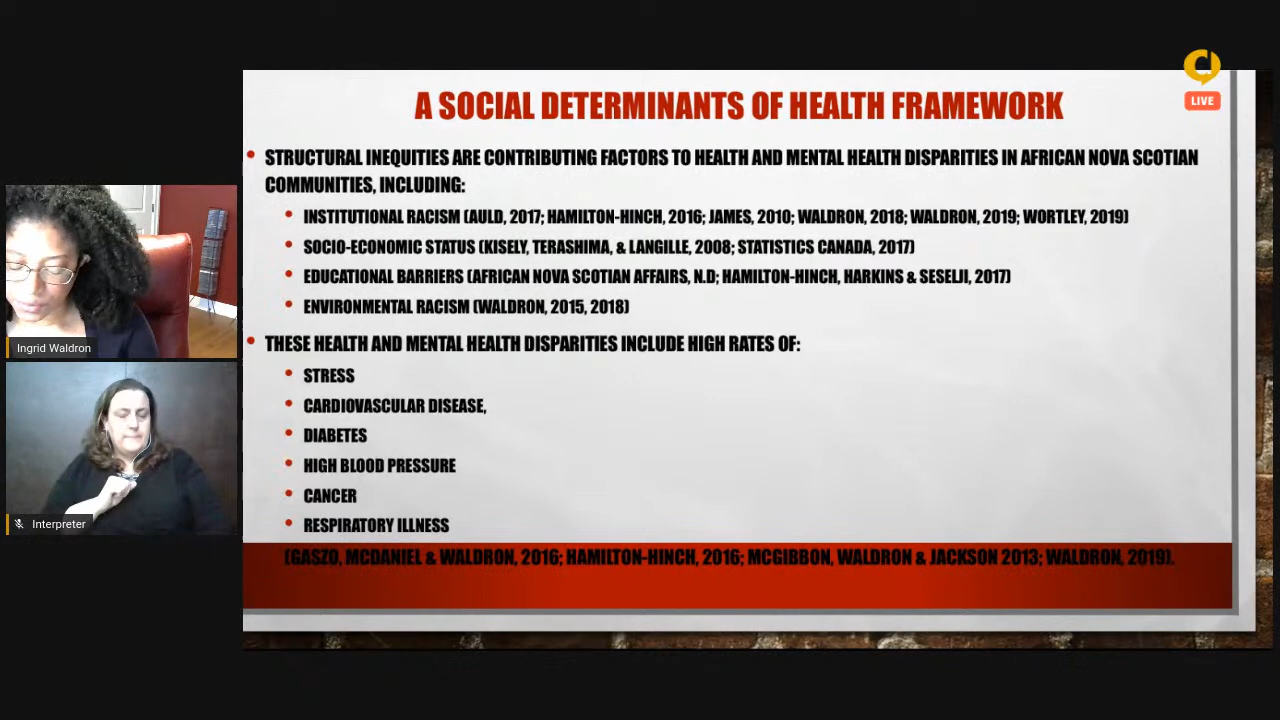 LIVE
A SOCIAL DETERMINANTS OF HEALTH FRAMEWORK
• STRUCTURAL INEQUITIES ARE CONTRIBUTING FACTORS TO HEALTH AND MENTAL HEALTH DISPARITIES IN AFRICAN NOVA SCOTIAN
COMMUNITIES, INCLUDING:
• INSTITUTIONAL RACISM (AULD, 2017; HAMILTON-HINCH, 2016; JAMES, 2010; WALDRON, 2018; WALDRON, 2019; WORTLEY, 2019)
• SOCIO-ECONOMIC STATUS (KISELY, TERASHIMA, & LANGILLE, 2008; STATISTICS CANADA, 2017)
• EDUCATIONAL BARRIERS (AFRICAN NOVA SCOTIAN AFFAIRS, N.D; HAMILTON-HINCH, HARKINS & SESELJI, 2017)
• ENVIRONMENTAL RACISM (WALDRON, 2015, 2018)
• THESE HEALTH AND MENTAL HEALTH DISPARITIES INCLUDE HIGH RATES OF:
• STRESS
• CARDIOVASCULAR DISEASE,
• DIABETES
• HIGH BLOOD PRESSURE
• CANCER
• RESPIRATORY ILLNESS
(GASZO, MCDANIEL & WALDRON, 2016; HAMILTON-HINCH, 2016; MCGIBBON, WALDRON & JACKSON 2013; WALDRON, 2019).
Ingrid Waldron
Interpreter